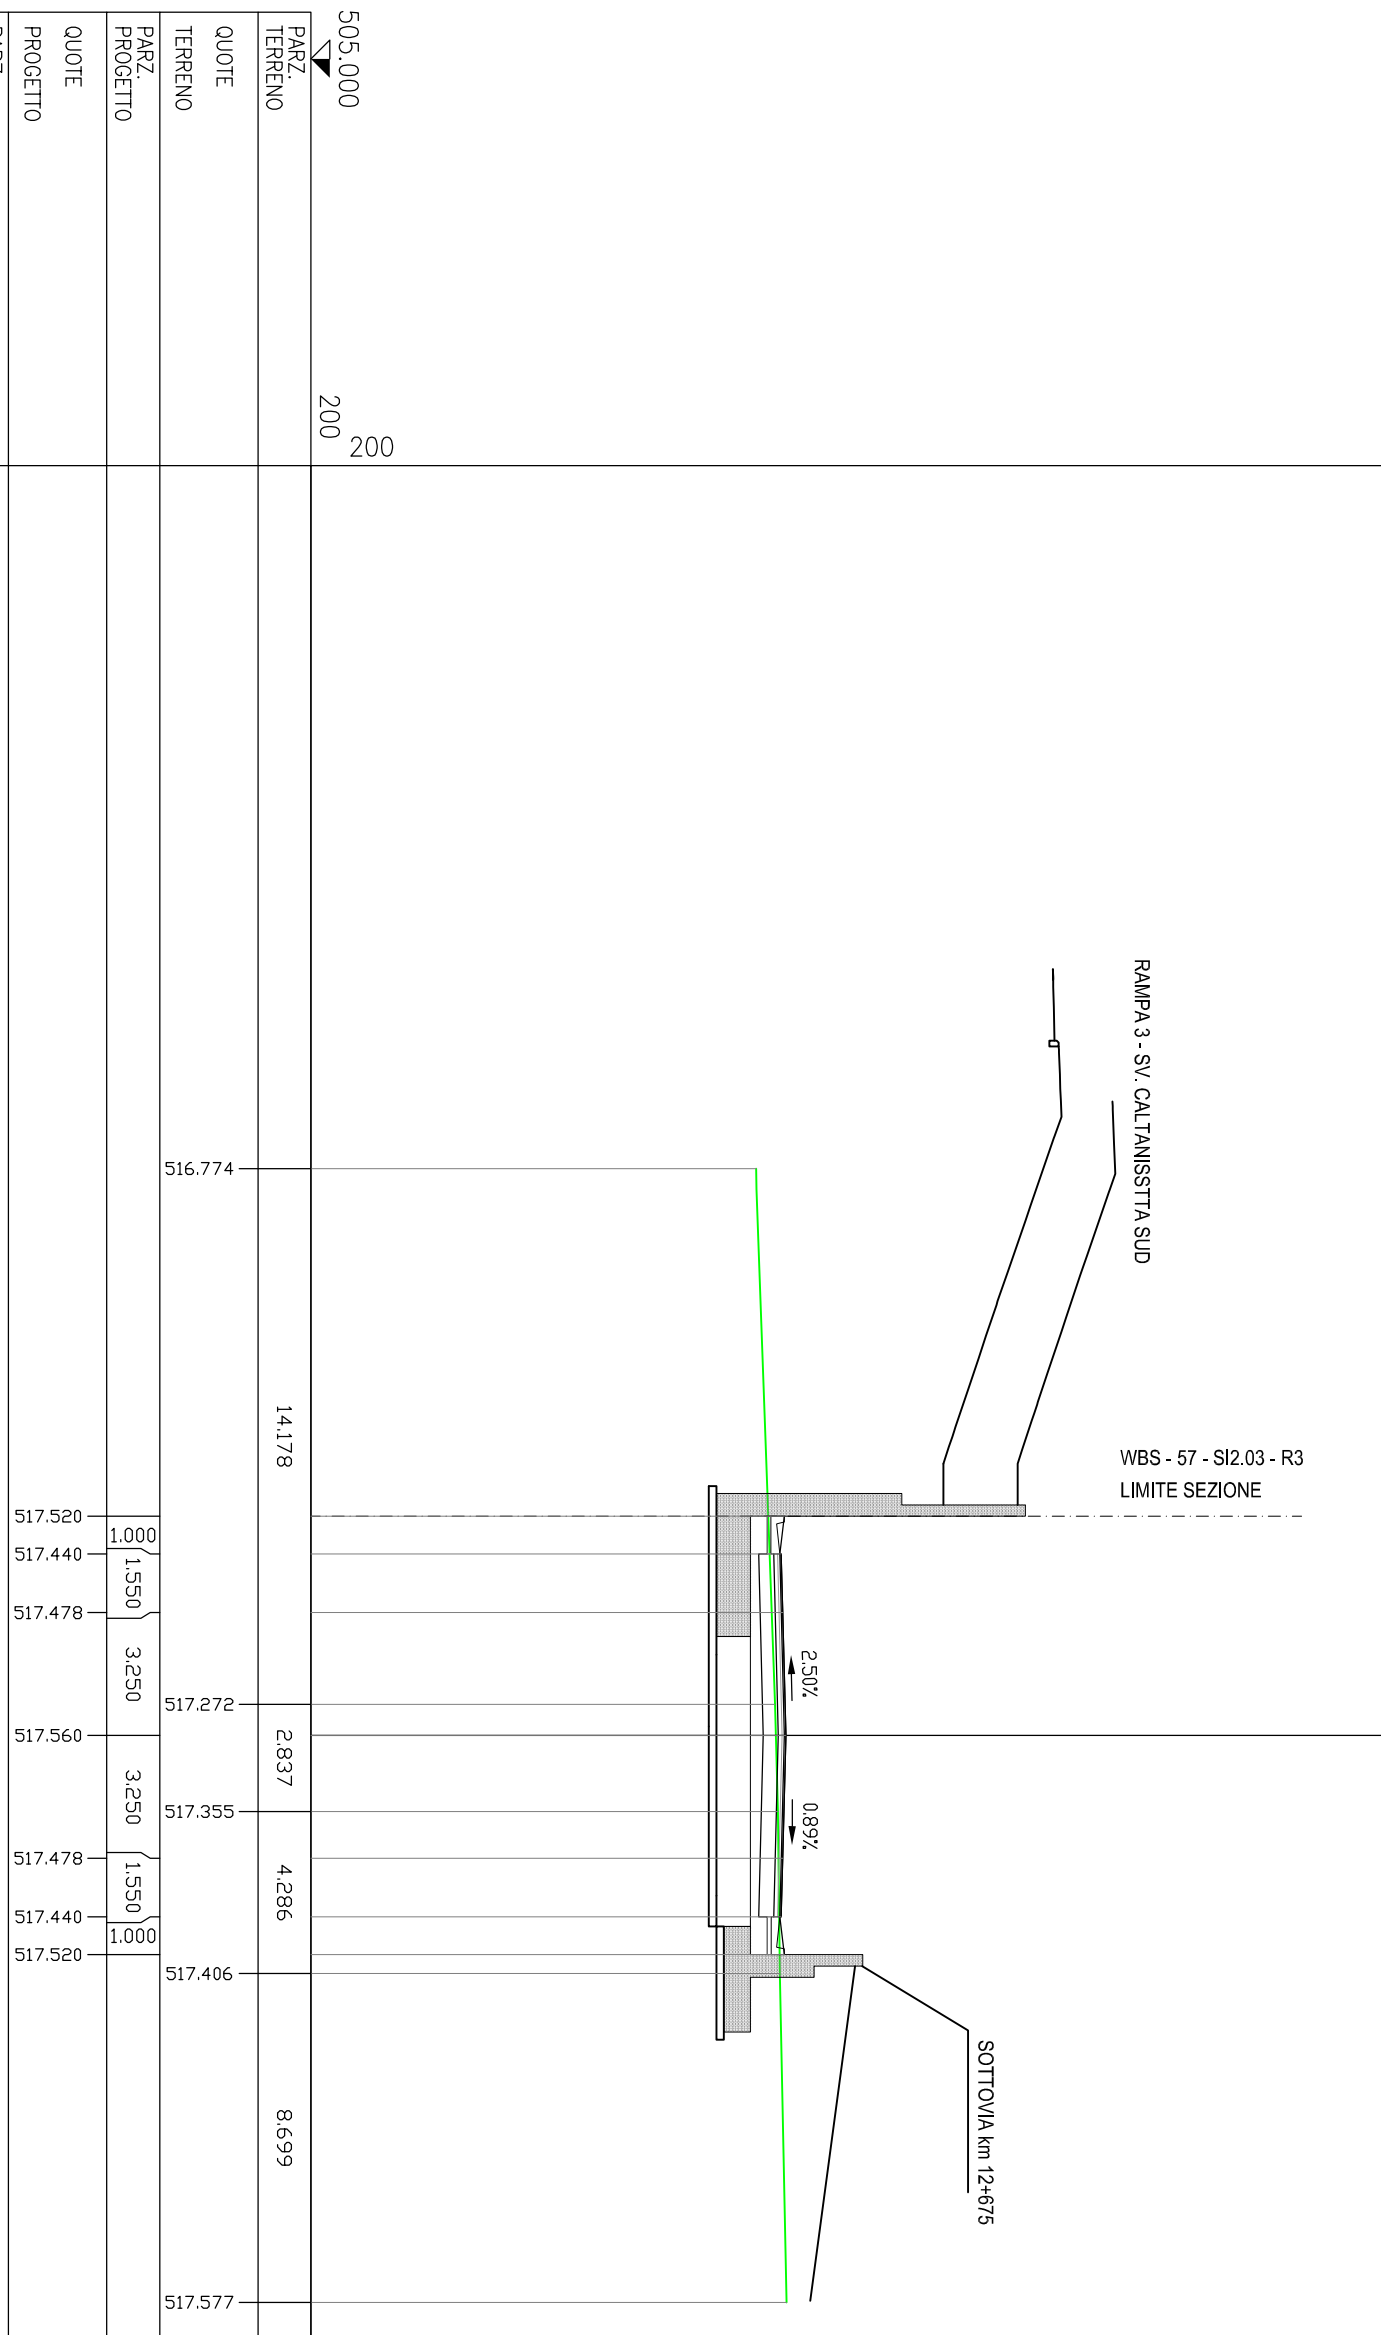 RAMPA 3 - SV. CALTANISSTTA SUD
WBS - 57 - SI2.03 - R3
LIMITE SEZIONE
SOTTOVIA km 12+675
2.50%
0.89%
505.000
200
200
PARZ.
TERRENO
14.178
2.837
4.286
8.699
QUOTE
TERRENO
516.774
517.272
517.355
517.406
517.577
PARZ.
PROGETTO
1.000
1.550
3.250
3.250
1.550
1.000
QUOTE
PROGETTO
517.520
517.440
517.478
517.560
517.478
517.440
517.520